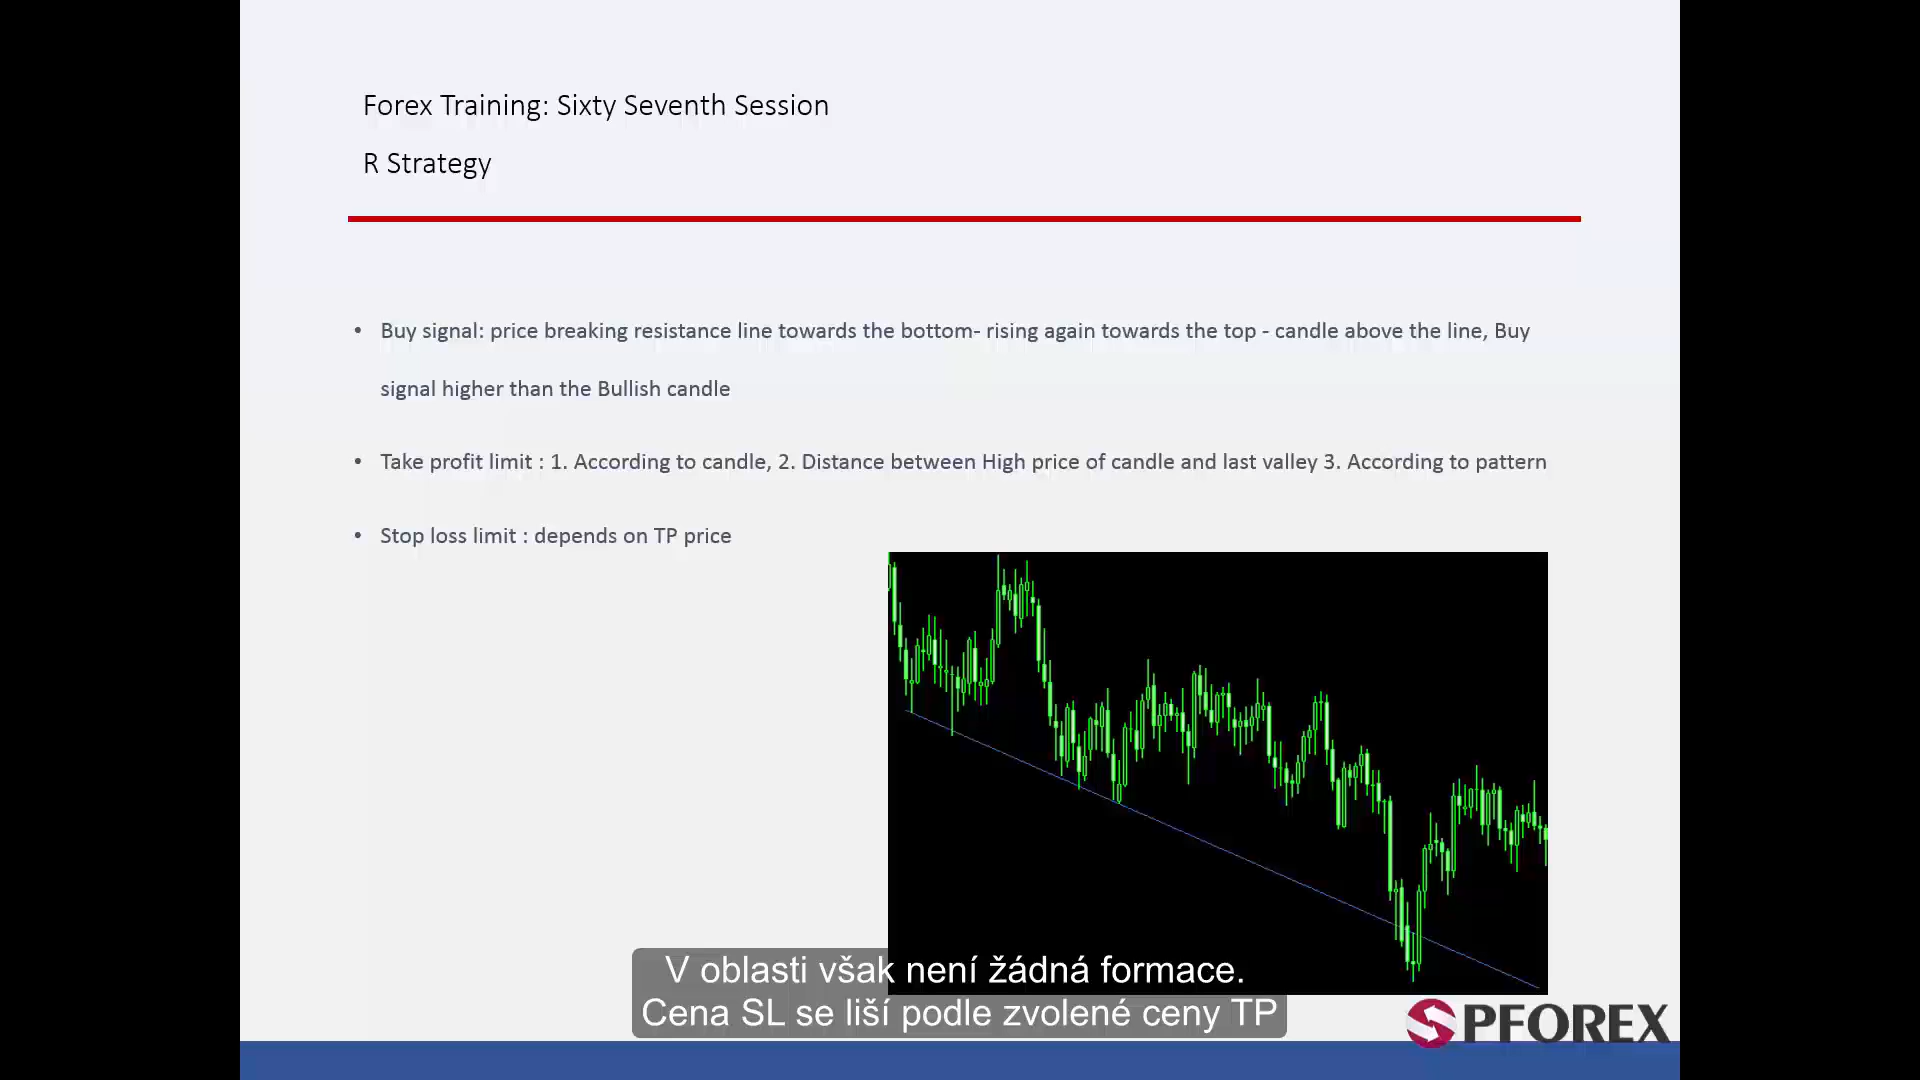 Forex Training: Sixty Seventh Session
R Strategy
• Buy signal: price breaking resistance line towards the bottom- rising again towards the top - candle above the line, Buy
signal higher than the Bullish candle
• Take profit limit : 1. According to candle, 2. Distance between High price of candle and last valley 3. According to pattern
• Stop loss limit : depends on TP price
V oblasti však není žádná formace.
Cena SL se liší podle zvolené ceny TP
PFOREX